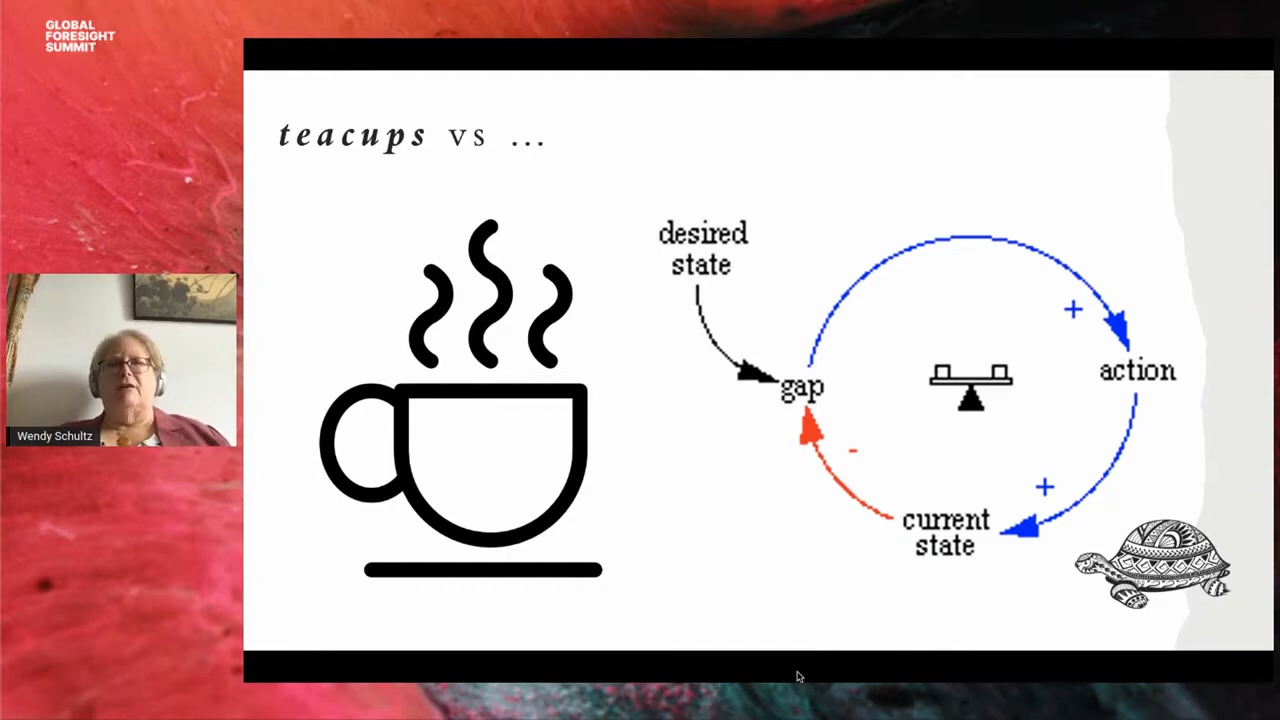 GLOBAL
FORESIGHT
SUMMIT
teacups vs ...
desired
state
+
action
gap
-
+
current
state
Wendy Schultz